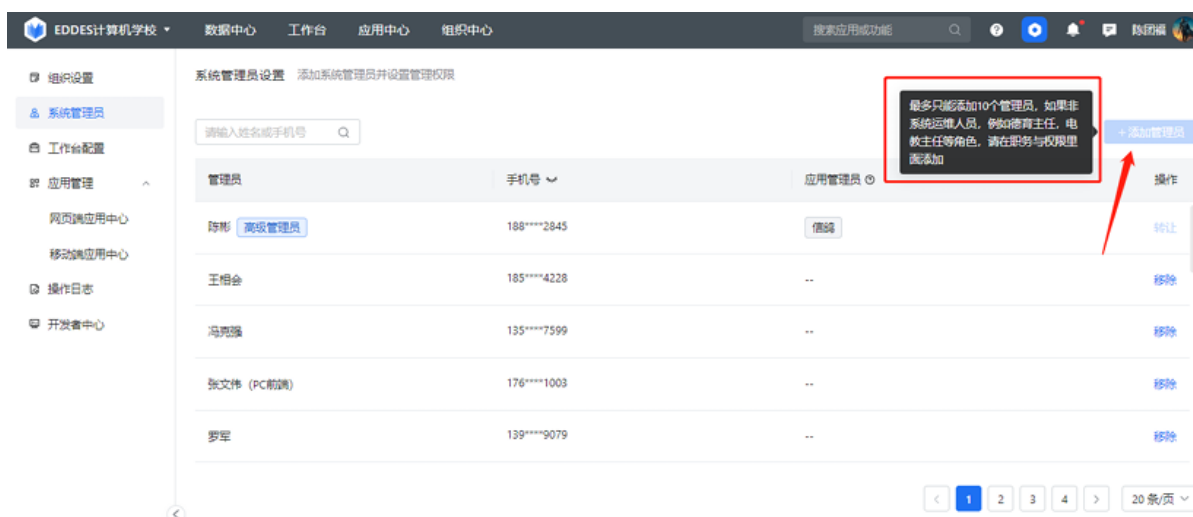 EDDES计算机学校 数据中心 工作台 应用中心 组织中心 搜索应用或功能 陈团福
组织设置
系统管理员
工作台配置
应用管理
网页端应用中心
移动端应用中心
操作日志
开发者中心
系统管理员设置 添加系统管理员并设置管理权限
最多只能添加10个管理员，如果非
系统运维人员，例如德育主任，电
教主任等角色，请在职务与权限里
面添加
+添加管理员
请输入姓名或手机号
管理员 手机号 应用管理员 操作
陈彬 高级管理员 188****2845 转让
王相会 185****4228 -- 移除
冯克强 135****7599 -- 移除
张文伟（PC前端） 176****1003 -- 移除
罗军 139****9079 -- 移除
< 1 2 3 4 > 20 条/页